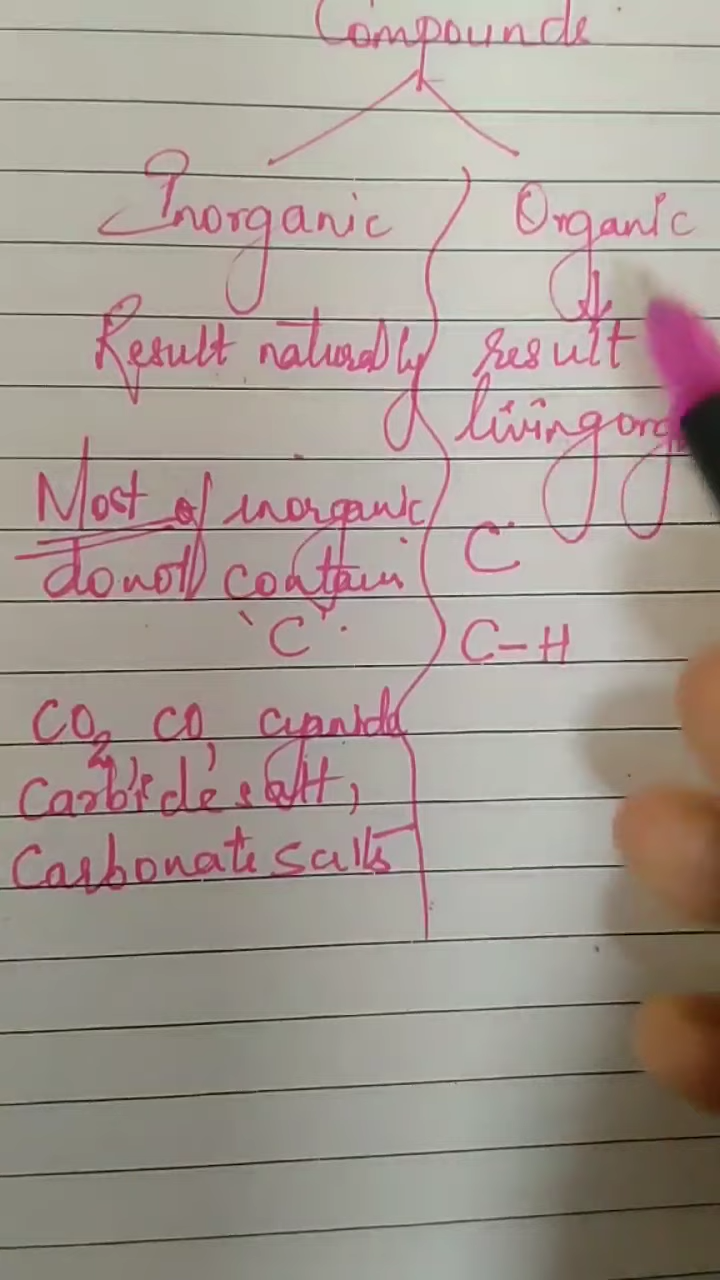 Compounds
Inorganic
Organic
Result naturally
result
living org
Most of inorganic
do not contain
'C'.
C
C-H
CO2, CO, cyanide
Carbide salt,
Carbonate salts